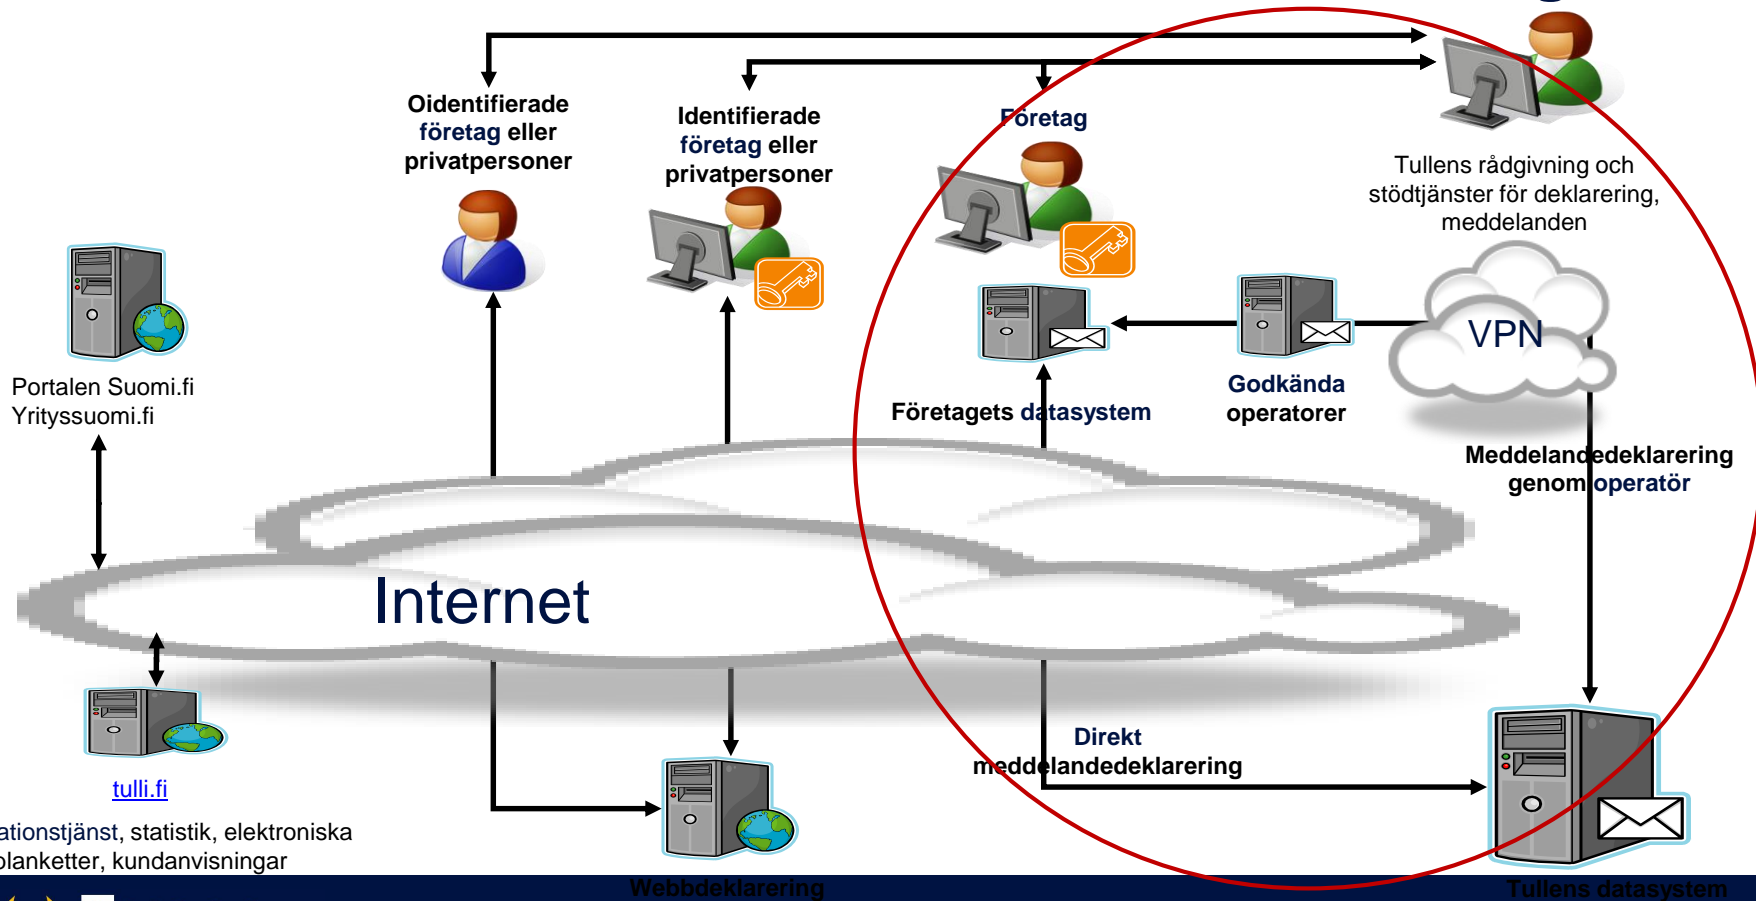 Oidentifierade
företag eller
privatpersoner
Identifierade
företag eller
privatpersoner
Företag
Tullens rådgivning och
stödtjänster för deklarering,
meddelanden
VPN
Portalen Suomi.fi
Yrityssuomi.fi
Företagets datasystem
Godkända
operatorer
Meddelandedeklarering
genom operatör
Internet
Direkt
meddelandedeklarering
tulli.fi
ationstjänst, statistik, elektroniska
blanketter, kundanvisningar
Webbdeklarering
Tullens datasystem